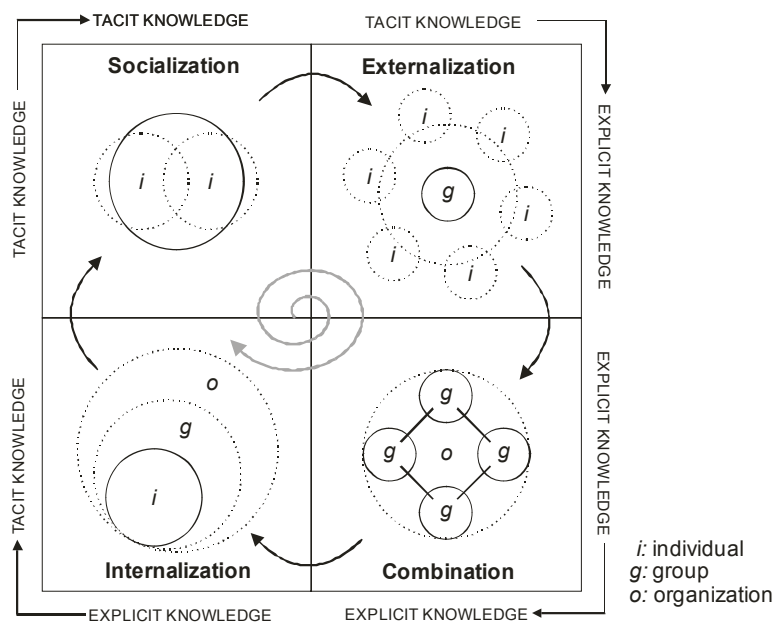 TACIT KNOWLEDGE
TACIT KNOWLEDGE
Socialization
Externalization
TACIT KNOWLEDGE
EXPLICIT KNOWLEDGE
i
i
i
i
i
i
i
i
g
o
g
i
g
g
g
g
o
TACIT KNOWLEDGE
EXPLICIT KNOWLEDGE
Internalization
Combination
EXPLICIT KNOWLEDGE
EXPLICIT KNOWLEDGE
i: individual
g: group
o: organization